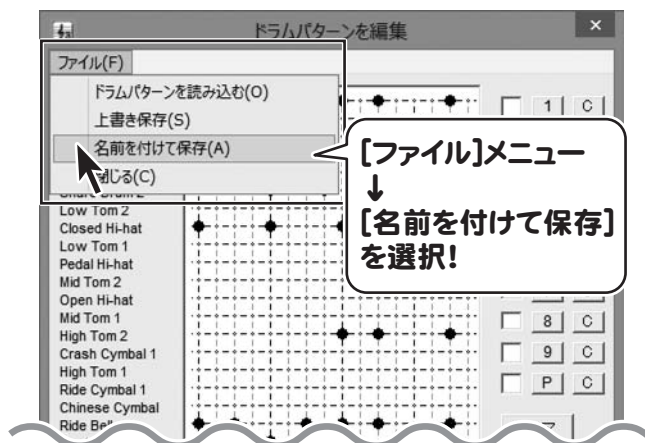 ドラムパターンを編集
×
ファイル(F)
ドラムパターンを読み込む(O)
上書き保存(S)
名前を付けて保存(A)
閉じる(C)
[ファイル]メニュー
↓
[名前を付けて保存]
を選択!
1 C
Snare Drum 2
Low Tom 2
Closed Hi-hat
Low Tom 1
Pedal Hi-hat
Mid Tom 2
Open Hi-hat
Mid Tom 1
8 C
High Tom 2
Crash Cymbal 1
9 C
High Tom 1
Ride Cymbal 1
P C
Chinese Cymbal
Ride Bell